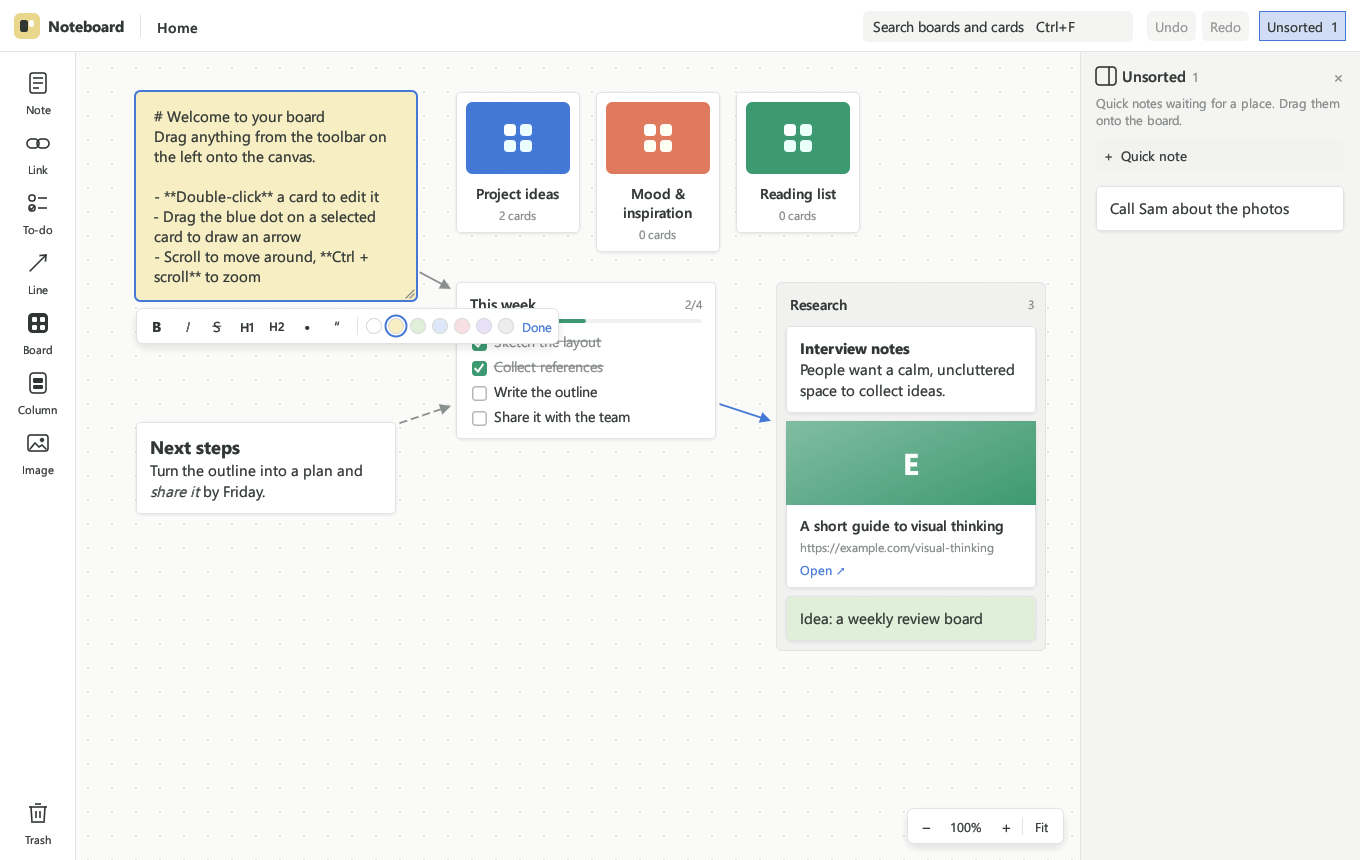 Noteboard
Home
Search boards and cards Ctrl+F
Undo
Redo
Unsorted 1
Note
Link
To-do
Line
Board
Column
Image
Trash
# Welcome to your board
Drag anything from the toolbar on
the left onto the canvas.
- **Double-click** a card to edit it
- Drag the blue dot on a selected
card to draw an arrow
- Scroll to move around, **Ctrl +
scroll** to zoom
B I S H1 H2 • “ Done
Project ideas
2 cards
Mood &
inspiration
0 cards
Reading list
0 cards
This week 2/4
Sketch the layout
Collect references
Write the outline
Share it with the team
Next steps
Turn the outline into a plan and
share it by Friday.
Research 3
Interview notes
People want a calm, uncluttered
space to collect ideas.
E
A short guide to visual thinking
https://example.com/visual-thinking
Open ↗
Idea: a weekly review board
− 100% + Fit
Unsorted 1 ×
Quick notes waiting for a place. Drag them
onto the board.
+ Quick note
Call Sam about the photos